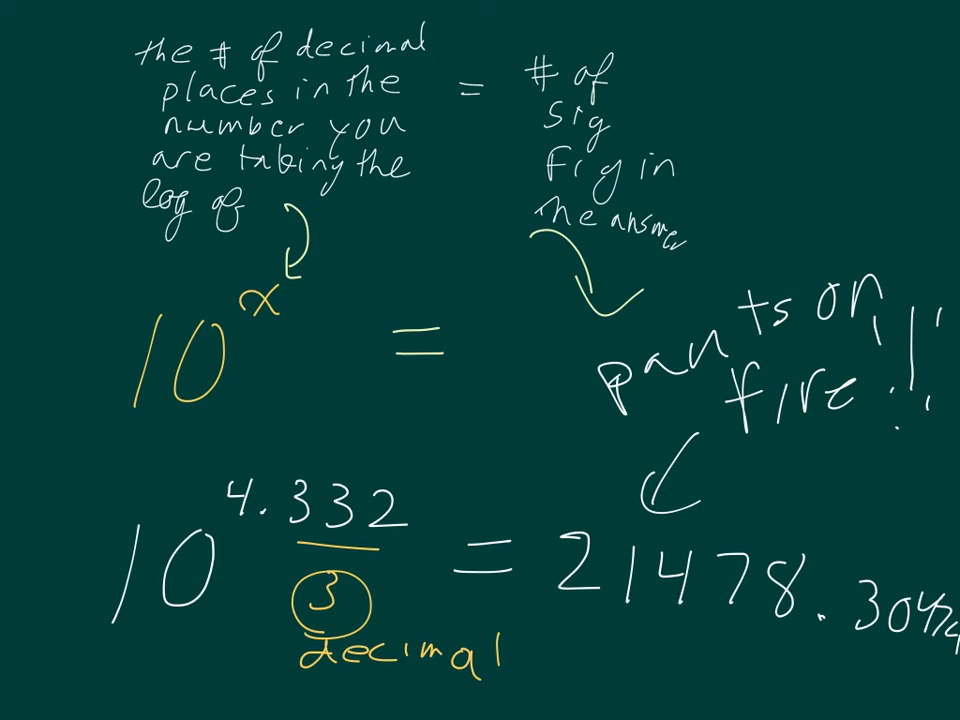 the # of decimal
places in the
number you
are taking the
log of
=
# of
Sig
Fig in
the answer
10^x =
pants on
fire!!!
10^4.332 = 21478.30474
3
decimal